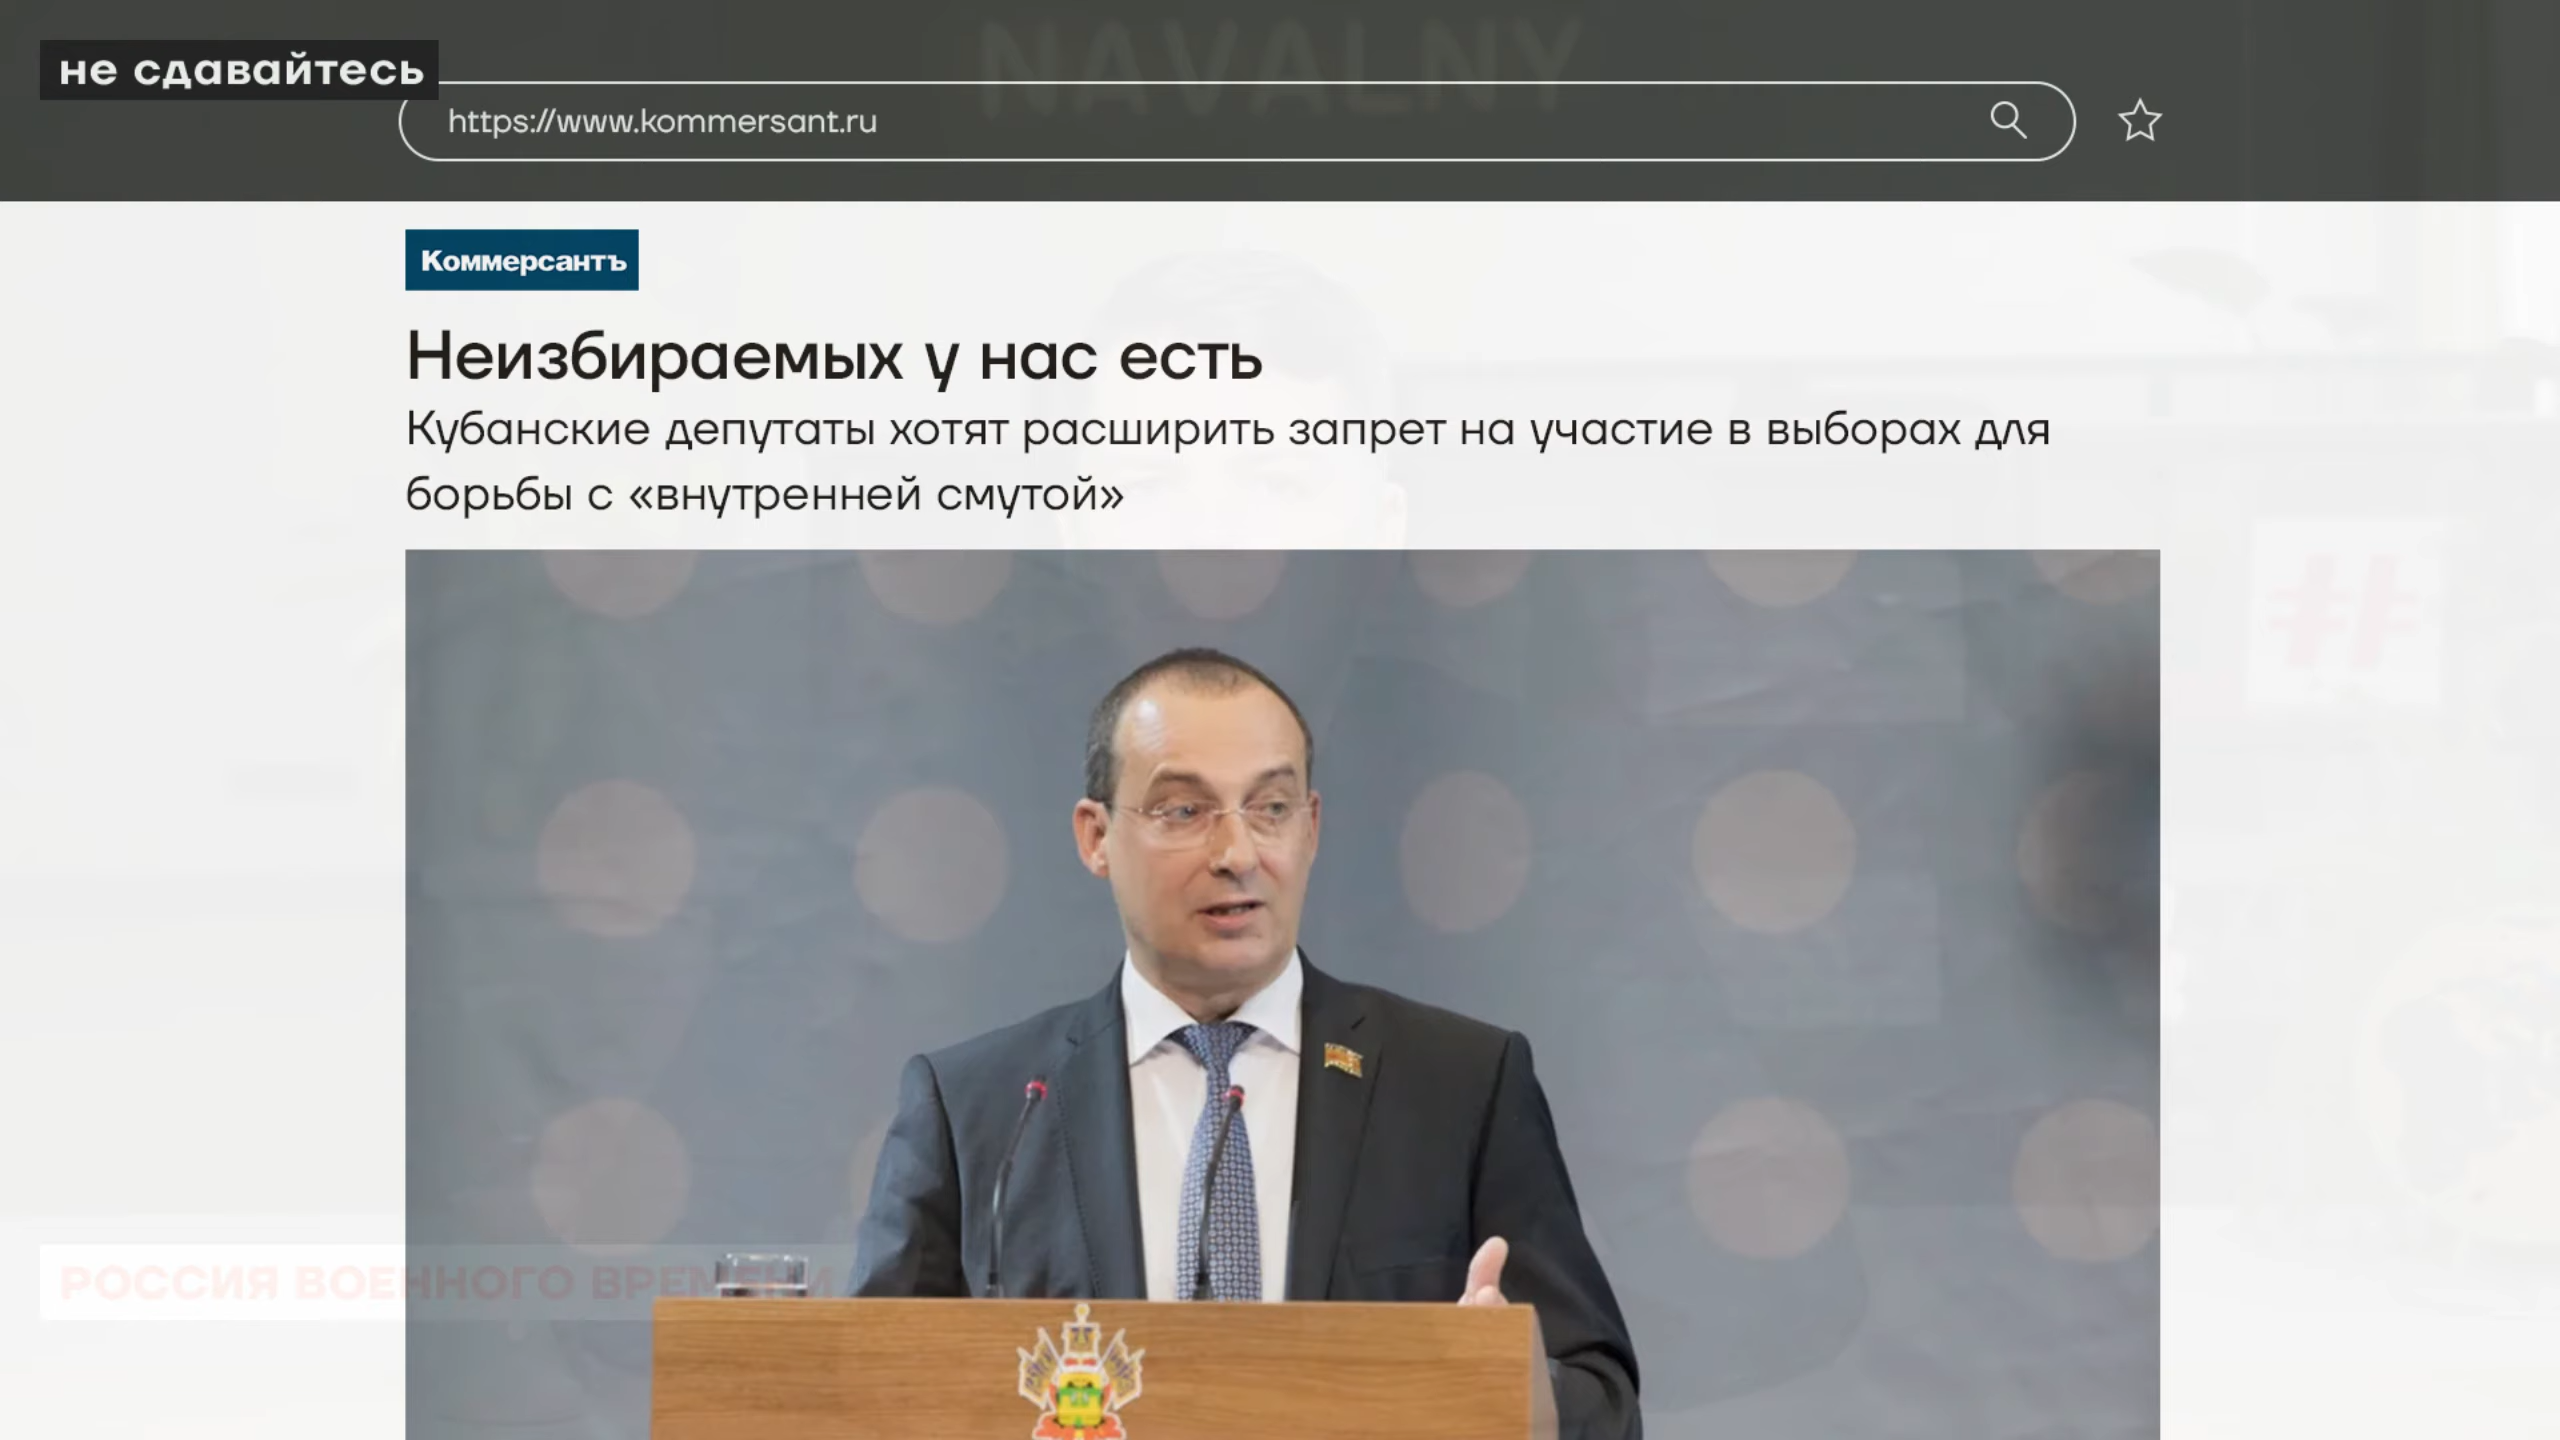 NAVALNY
не сдавайтесь
https://www.kommersant.ru
Коммерсантъ
Неизбираемых у нас есть
Кубанские депутаты хотят расширить запрет на участие в выборах для
борьбы с «внутренней смутой»
#
РОССИЯ ВОЕННОГО ВРЕМЕНИ